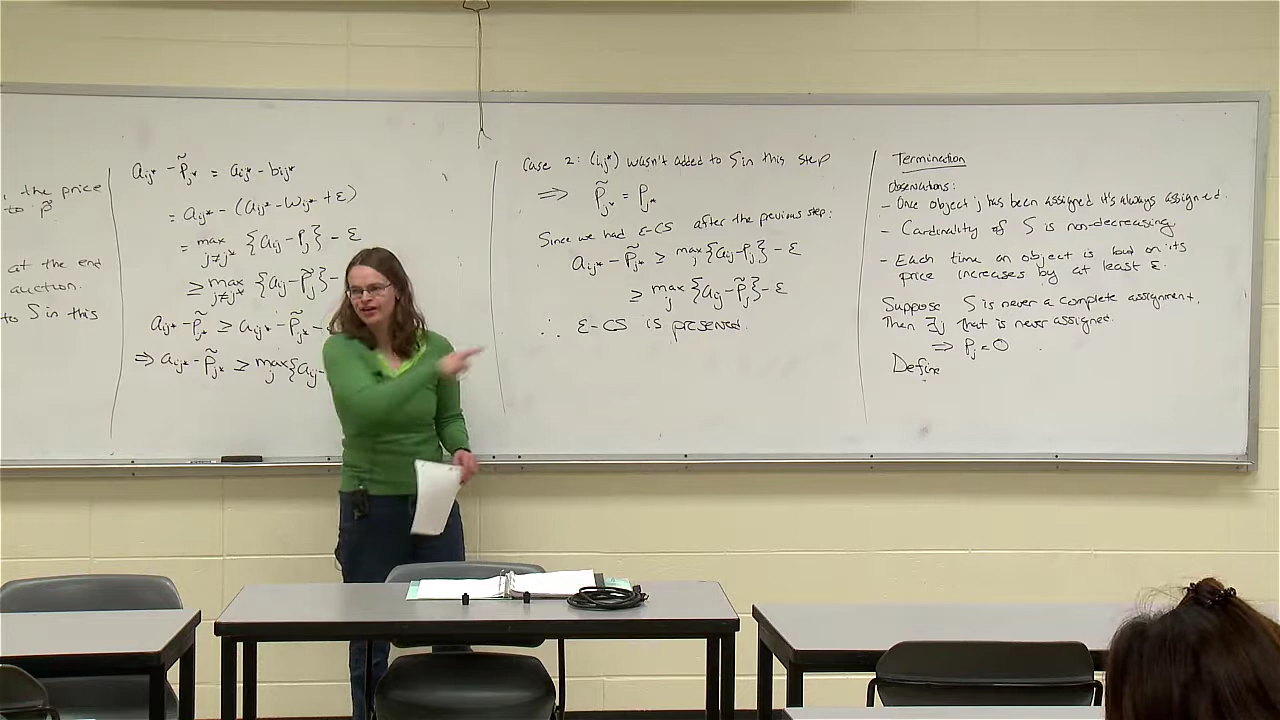 , the price
to p̃
at the end
auction.
to S in this
a_ij* - p̃_j* = a_ij* - b_ij*
= a_ij* - (a_ij* - w_ij* + ε)
= max_{j≠j*} {a_ij - p_j} - ε
≥ max_{j≠j*} {a_ij - p̃_j} -
a_ij* - p̃_j* ≥ a_ij* - p̃_j* -
⇒ a_ij* - p̃_j* ≥ max_j {a_ij -
Case 2: (i,j*) wasn't added to S in this step
⇒ p̃_j* = p_j*
Since we had ε-CS after the previous step:
a_ij* - p̃_j* ≥ max_j {a_ij - p_j} - ε
≥ max_j {a_ij - p̃_j} - ε
∴ ε-CS is preserved.
Termination
Observations:
- Once object j has been assigned it's always assigned.
- Cardinality of S is non-decreasing.
- Each time an object is bid on its
price increases by at least ε.
Suppose S is never a complete assignment.
Then ∃j that is never assigned.
⇒ p_j = 0
Define